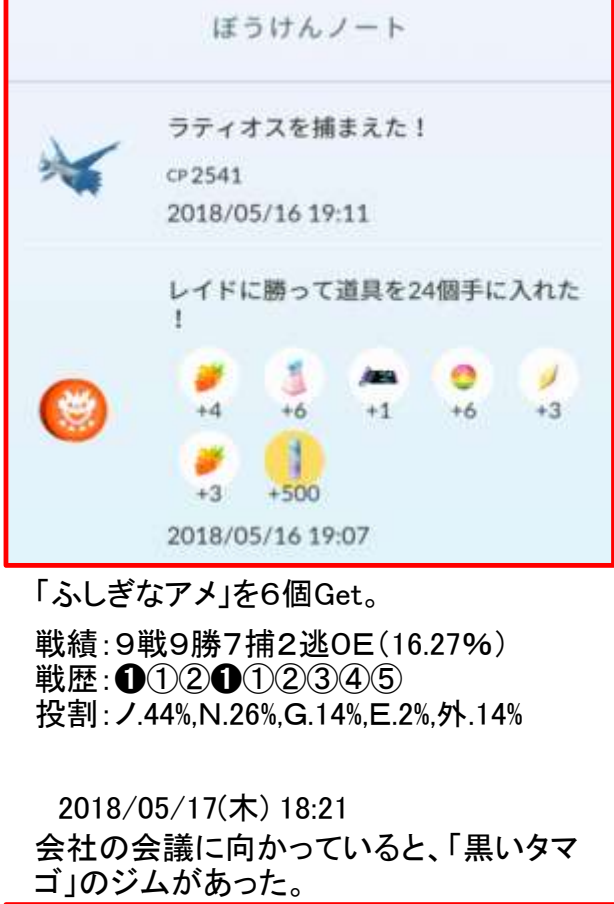 ぼうけんノート
ラティオスを捕まえた！
CP2541
2018/05/16 19:11
レイドに勝って道具を24個手に入れた
！
+4 +6 +1 +6 +3
+3 +500
2018/05/16 19:07
「ふしぎなアメ」を６個Get。
戦績：９戦９勝７捕２逃０Ｅ（16.27%）
戦歴：❶①②❶①②③④⑤
投割：ノ.44%,N.26%,G.14%,E.2%,外.14%
2018/05/17(木) 18:21
会社の会議に向かっていると、「黒いタマ
ゴ」のジムがあった。